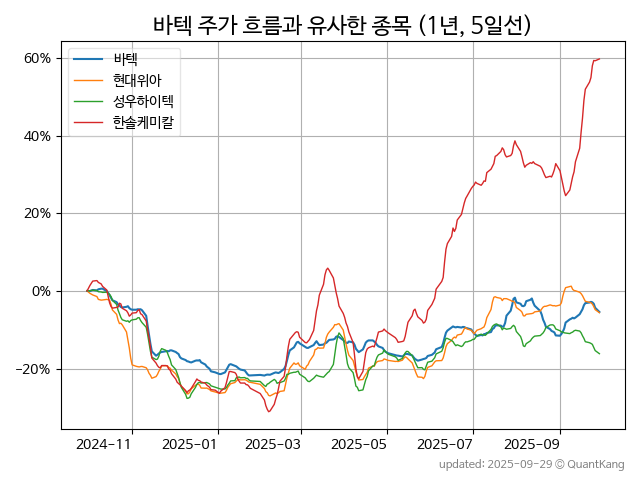 바텍 주가 흐름과 유사한 종목 (1년, 5일선)
바텍
현대위아
성우하이텍
한솔케미칼
60%
40%
20%
0%
−20%
2024-11 2025-01 2025-03 2025-05 2025-07 2025-09
updated: 2025-09-29 © QuantKang